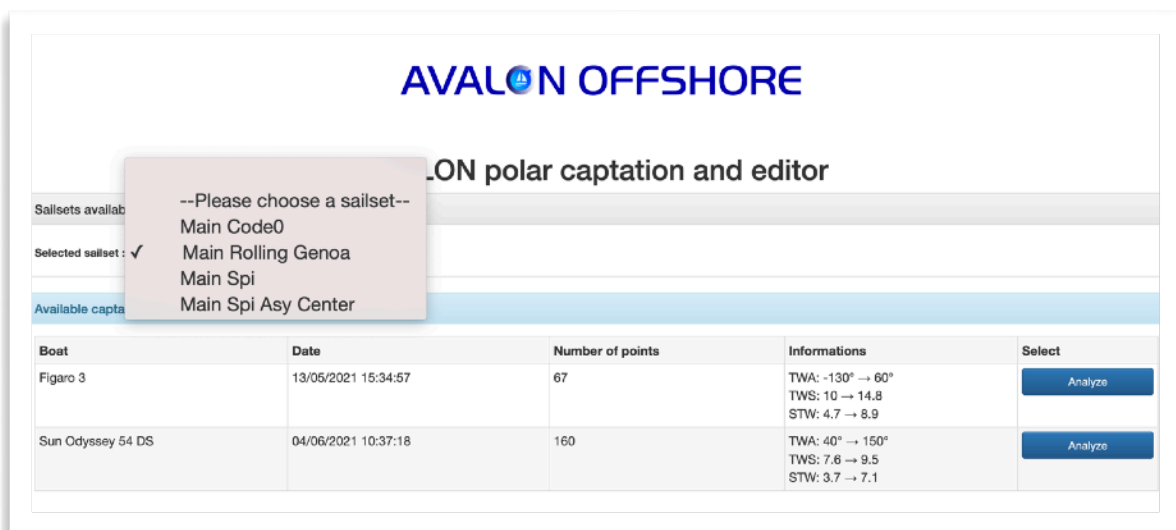 AVALON OFFSHORE
LON polar captation and editor
Sailsets availab
Selected sailset :
--Please choose a sailset--
Main Code0
✓ Main Rolling Genoa
Main Spi
Main Spi Asy Center
Available capta
Boat Date Number of points Informations Select
Figaro 3 13/05/2021 15:34:57 67 TWA: -130° → 60° Analyze
TWS: 10 → 14.8
STW: 4.7 → 8.9
Sun Odyssey 54 DS 04/06/2021 10:37:18 160 TWA: 40° → 150° Analyze
TWS: 7.6 → 9.5
STW: 3.7 → 7.1